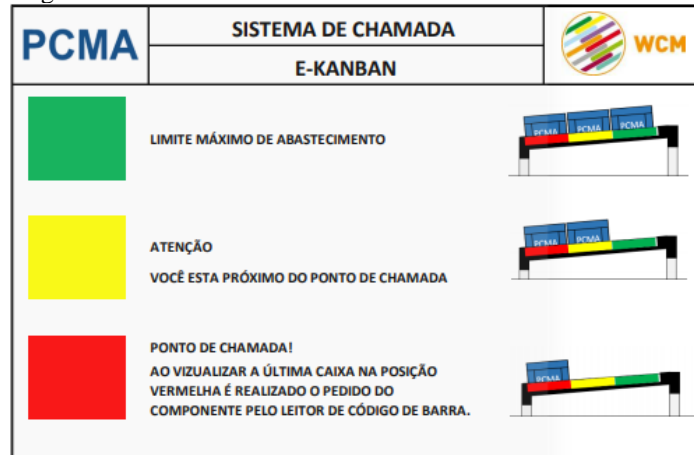 PCMA
SISTEMA DE CHAMADA
E-KANBAN
WCM
LIMITE MÁXIMO DE ABASTECIMENTO
PCMA PCMA PCMA
ATENÇÃO
VOCÊ ESTA PRÓXIMO DO PONTO DE CHAMADA
PCMA PCMA
PONTO DE CHAMADA!
AO VIZUALIZAR A ÚLTIMA CAIXA NA POSIÇÃO
VERMELHA É REALIZADO O PEDIDO DO
COMPONENTE PELO LEITOR DE CÓDIGO DE BARRA.
PCMA